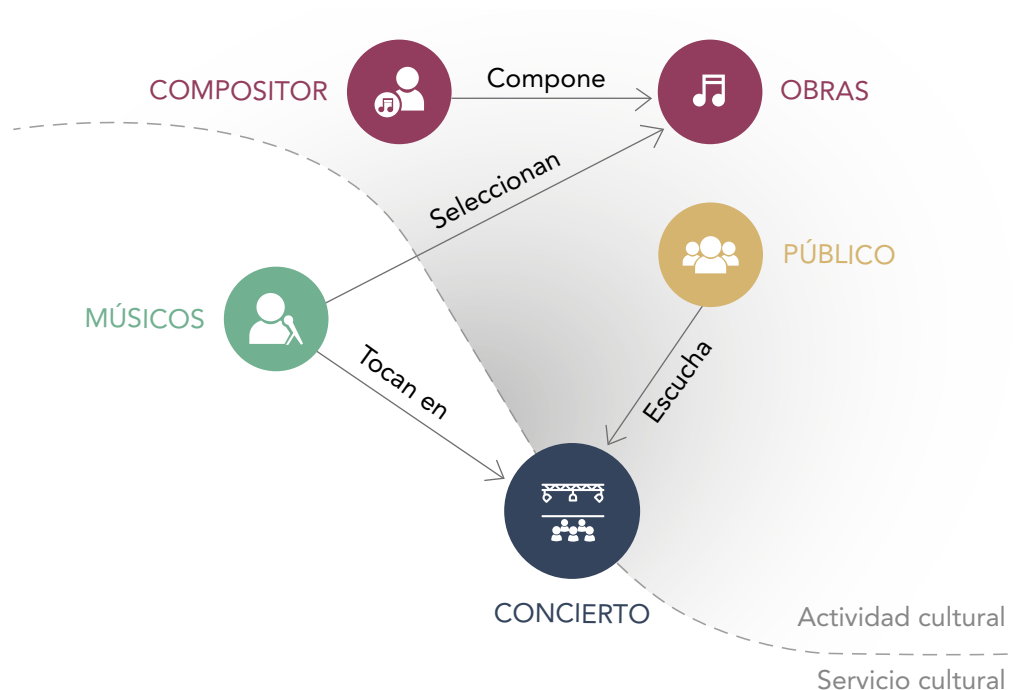 COMPOSITOR
Compone
OBRAS
Seleccionan
PÚBLICO
MÚSICOS
Tocan en
Escucha
CONCIERTO
Actividad cultural
Servicio cultural